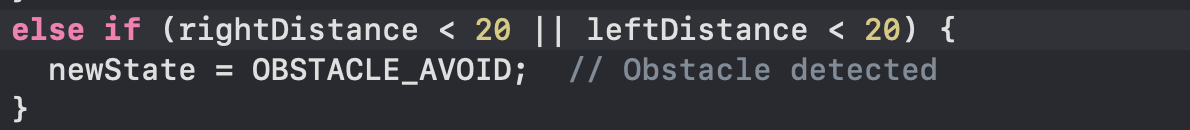 else if (rightDistance < 20 || leftDistance < 20) {
  newState = OBSTACLE_AVOID;  // Obstacle detected
}